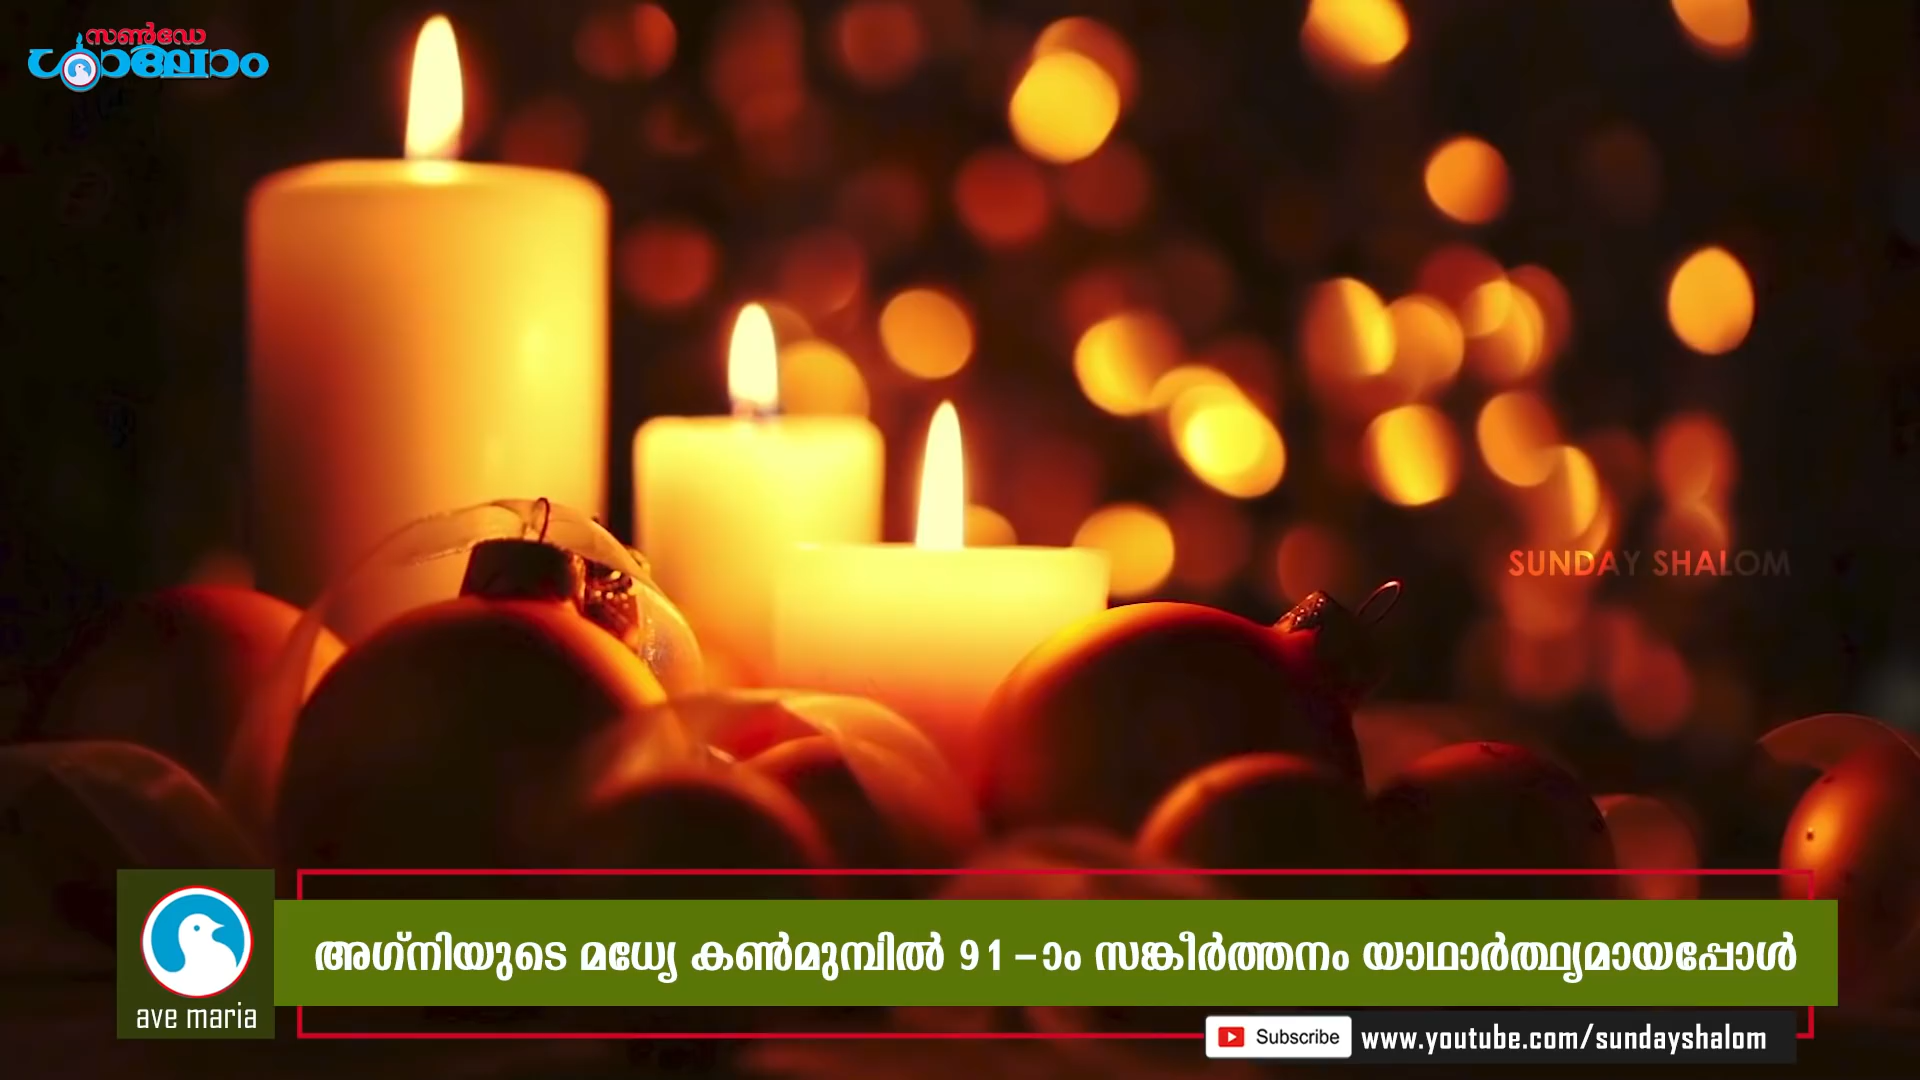 സൺഡേ
ശാലോം
SUNDAY SHALOM
അഗ്നിയുടെ മധ്യേ കൺമുമ്പിൽ 91-ാം സങ്കീർത്തനം യാഥാർത്ഥ്യമായപ്പോൾ
ave maria
Subscribe www.youtube.com/sundayshalom